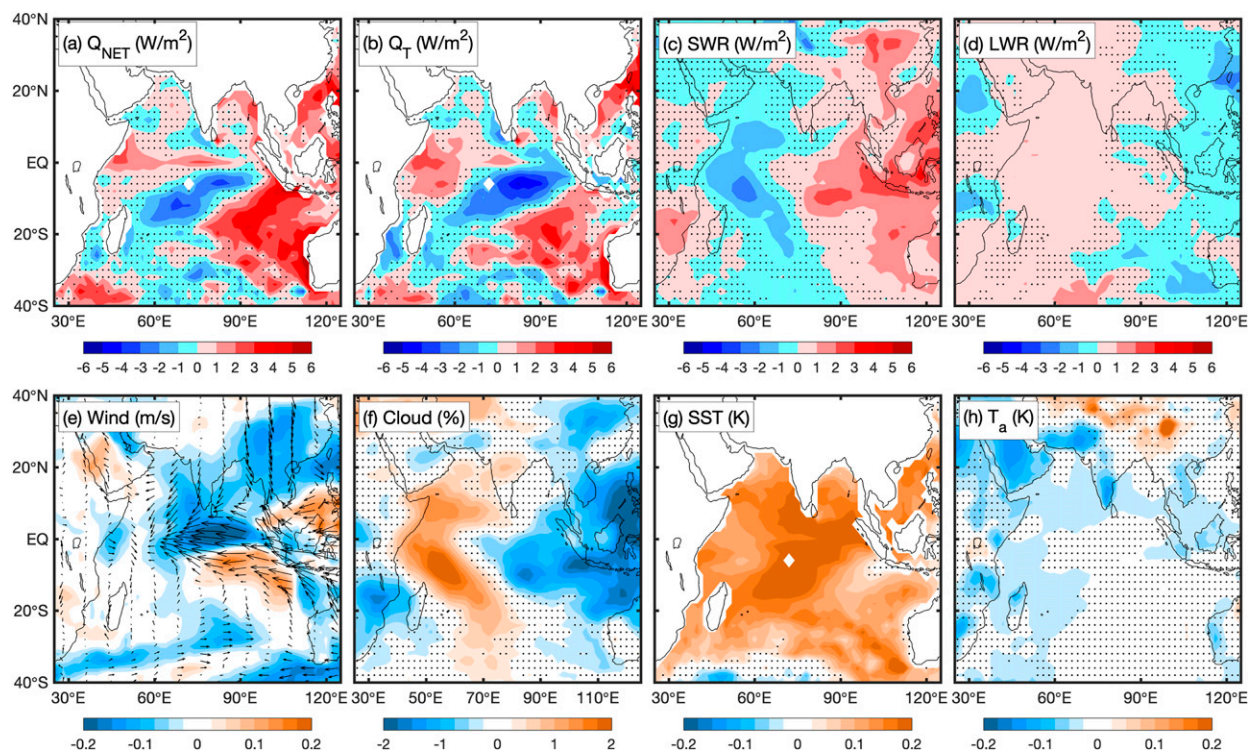 (a) Q_NET (W/m²)
(b) Q_T (W/m²)
(c) SWR (W/m²)
(d) LWR (W/m²)
40°N
20°N
EQ
20°S
40°S
30°E 60°E 90°E 120°E
30°E 60°E 90°E 120°E
30°E 60°E 90°E 120°E
30°E 60°E 90°E 120°E
-6 -5 -4 -3 -2 -1 0 1 2 3 4 5 6
-6 -5 -4 -3 -2 -1 0 1 2 3 4 5 6
-6 -5 -4 -3 -2 -1 0 1 2 3 4 5 6
-6 -5 -4 -3 -2 -1 0 1 2 3 4 5 6
(e) Wind (m/s)
(f) Cloud (%)
(g) SST (K)
(h) T_a (K)
40°N
20°N
EQ
20°S
40°S
30°E 60°E 90°E 120°E
50°E 70°E 90°E 110°E
30°E 60°E 90°E 120°E
30°E 60°E 90°E 120°E
-0.2 -0.1 0 0.1 0.2
-2 -1 0 1 2
-0.2 -0.1 0 0.1 0.2
-0.2 -0.1 0 0.1 0.2